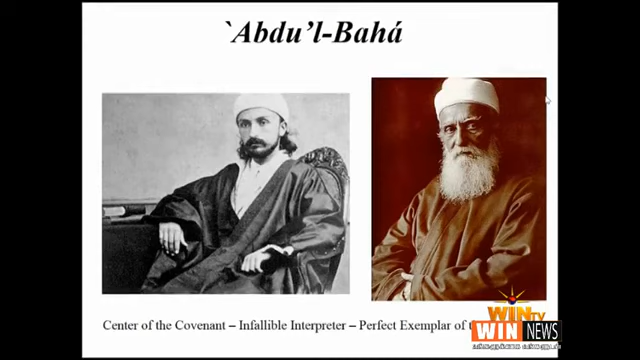 `Abdu’l-Bahá
Center of the Covenant – Infallible Interpreter – Perfect Exemplar of
WIN TV
WIN NEWS